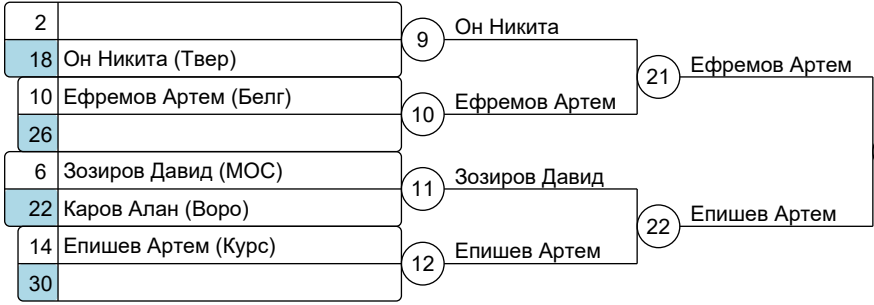 2
9 Он Никита
18 Он Никита (Твер)
21 Ефремов Артем
10 Ефремов Артем (Белг)
10 Ефремов Артем
26
6 Зозиров Давид (МОС)
11 Зозиров Давид
22 Каров Алан (Воро)
22 Епишев Артем
14 Епишев Артем (Курс)
12 Епишев Артем
30